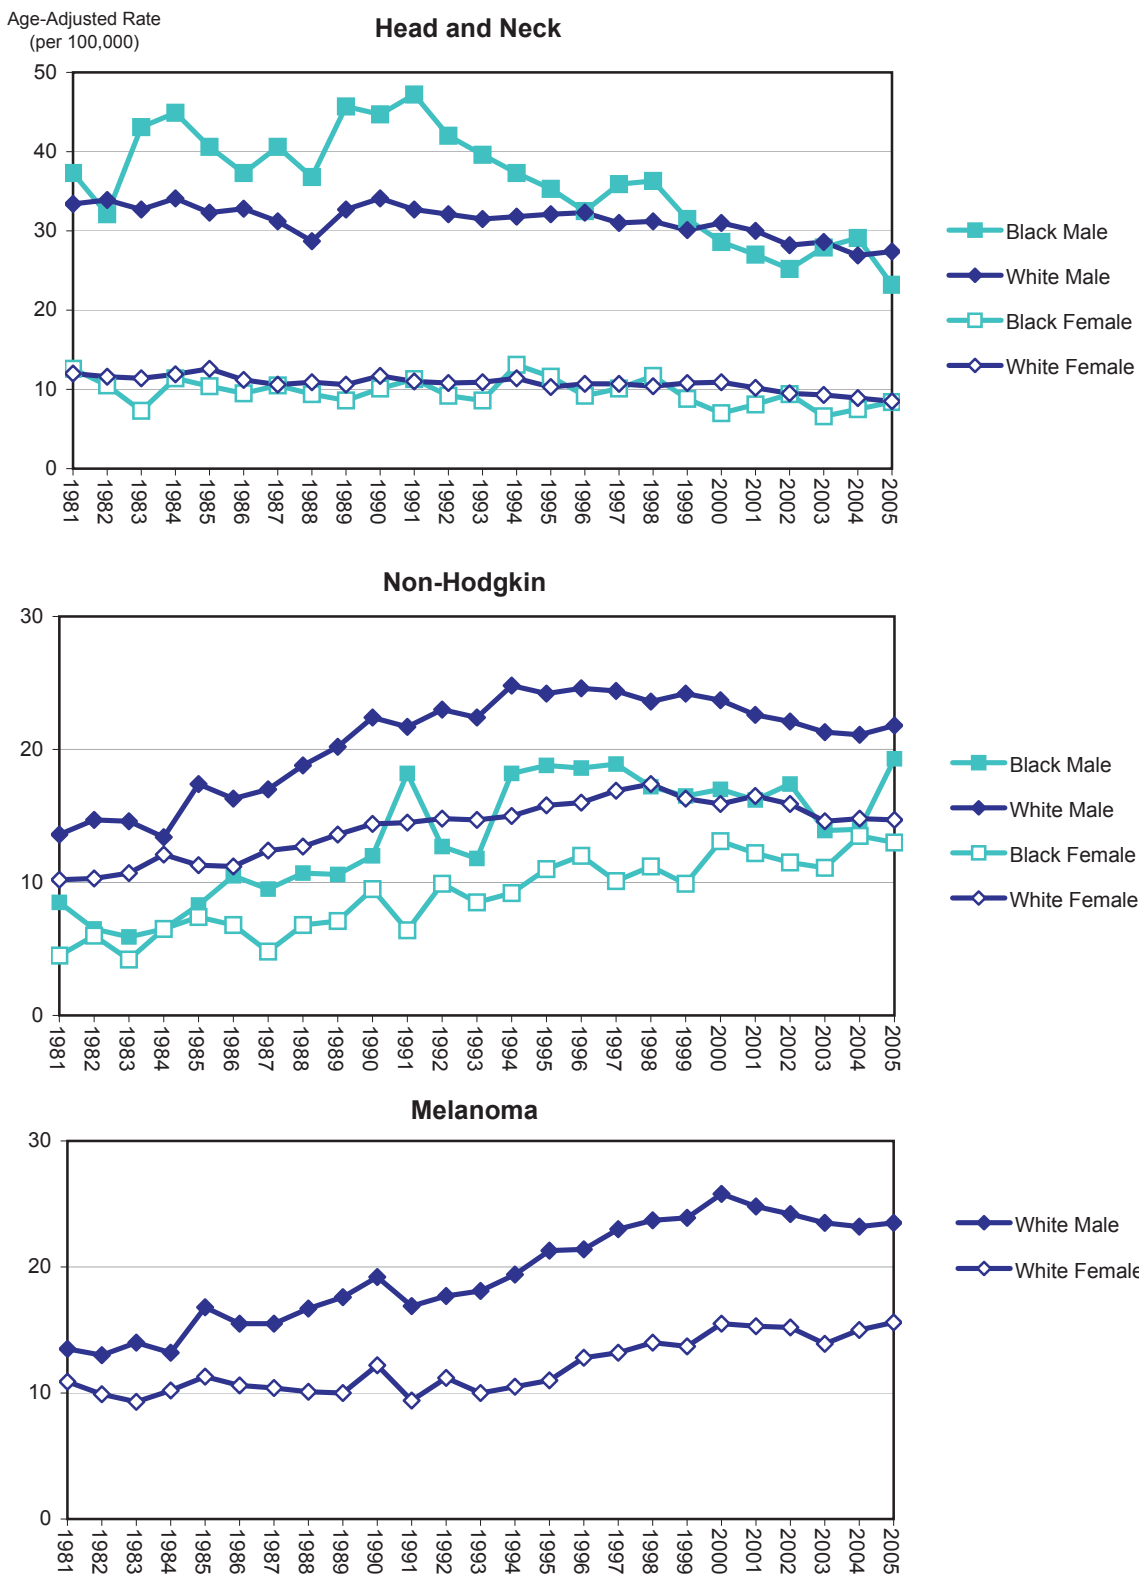 Age-Adjusted Rate
(per 100,000)
Head and Neck
50
40
30
20
10
0
1981 1982 1983 1984 1985 1986 1987 1988 1989 1990 1991 1992 1993 1994 1995 1996 1997 1998 1999 2000 2001 2002 2003 2004 2005
Black Male
White Male
Black Female
White Female
Non-Hodgkin
30
20
10
0
1981 1982 1983 1984 1985 1986 1987 1988 1989 1990 1991 1992 1993 1994 1995 1996 1997 1998 1999 2000 2001 2002 2003 2004 2005
Black Male
White Male
Black Female
White Female
Melanoma
30
20
10
0
1981 1982 1983 1984 1985 1986 1987 1988 1989 1990 1991 1992 1993 1994 1995 1996 1997 1998 1999 2000 2001 2002 2003 2004 2005
White Male
White Female